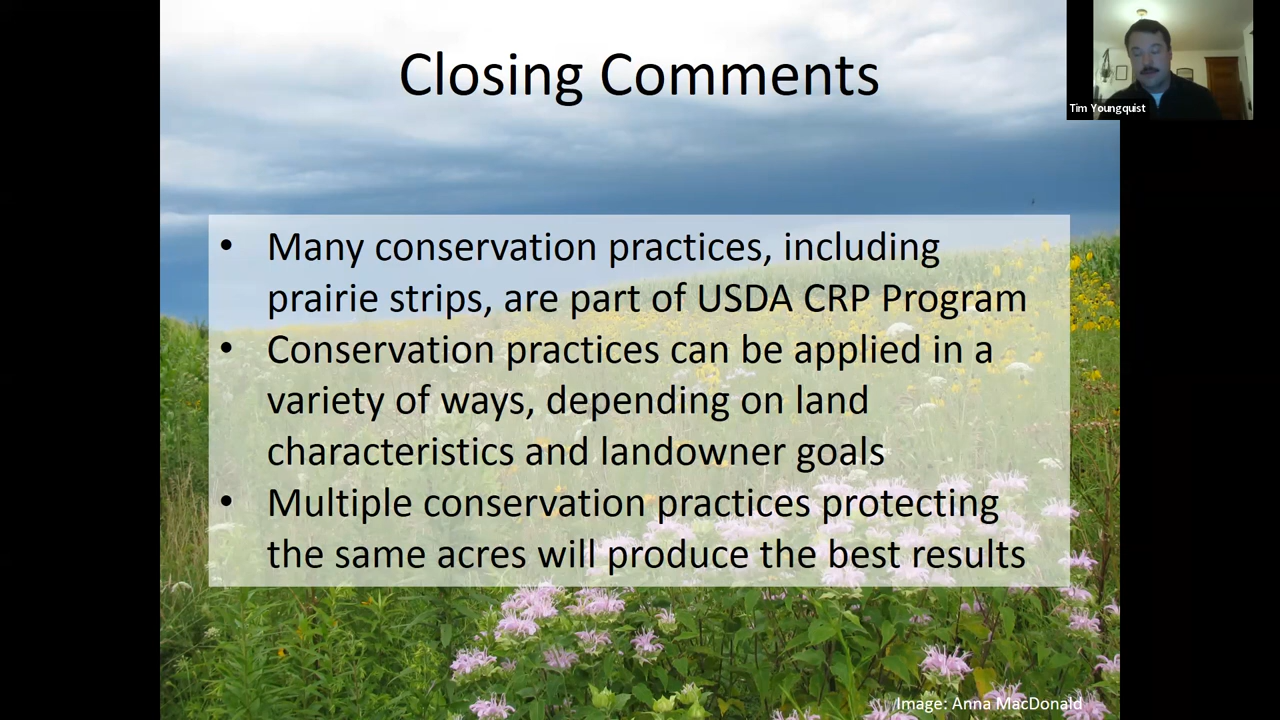 Closing Comments
Tim Youngquist
• Many conservation practices, including
prairie strips, are part of USDA CRP Program
• Conservation practices can be applied in a
variety of ways, depending on land
characteristics and landowner goals
• Multiple conservation practices protecting
the same acres will produce the best results
Image: Anna MacDonald